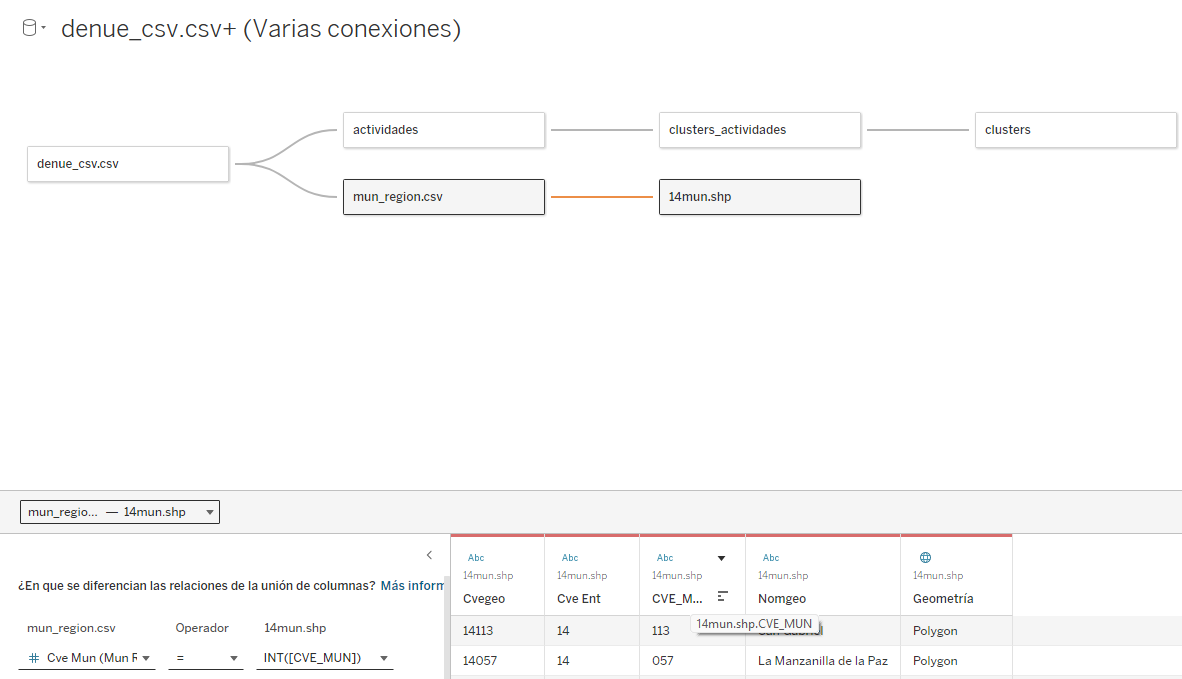 denue_csv.csv+ (Varias conexiones)
actividades
clusters_actividades
clusters
denue_csv.csv
mun_region.csv
14mun.shp
mun_regio... — 14mun.shp
¿En que se diferencian las relaciones de la unión de columnas? Más inform
mun_region.csv Operador 14mun.shp
# Cve Mun (Mun R = INT([CVE_MUN])
Abc Abc Abc Abc
14mun.shp 14mun.shp 14mun.shp 14mun.shp 14mun.shp
Cvegeo Cve Ent CVE_M... Nomgeo Geometría
14mun.shp.CVE_MUN
14113 14 113 San Gabriel Polygon
14057 14 057 La Manzanilla de la Paz Polygon